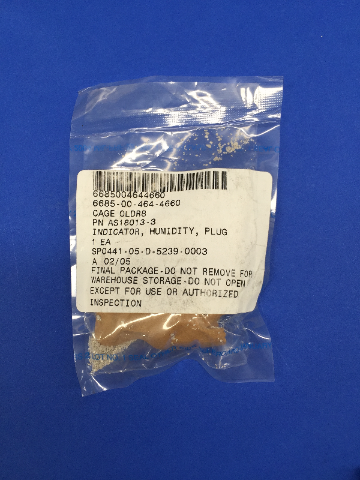 6685004644660
6685-00-464-4660
CAGE 0LDR8
PN AS18013-3
INDICATOR, HUMIDITY, PLUG
1 EA
SP0441-05-D-5239-0003
A 02/05
FINAL PACKAGE-DO NOT REMOVE FOR
WAREHOUSE STORAGE-DO NOT OPEN
EXCEPT FOR USE OR AUTHORIZED
INSPECTION